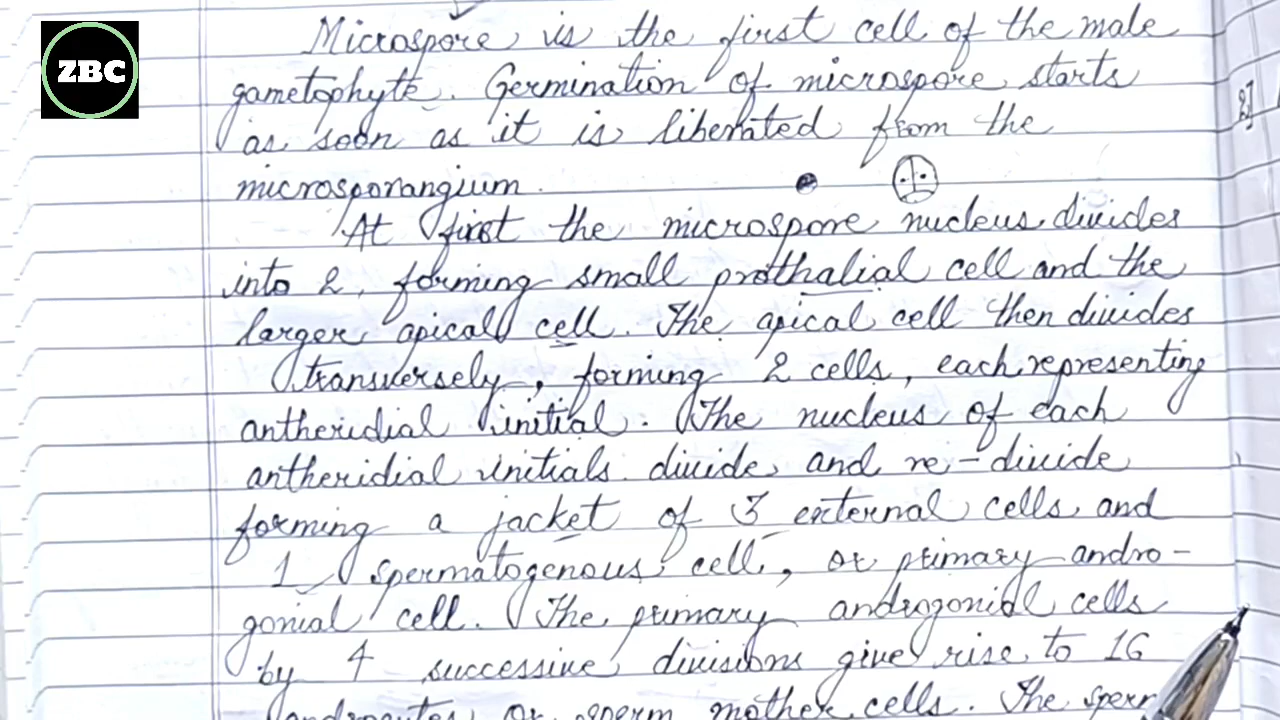 ZBC
Microspore is the first cell of the male
gametophyte. Germination of microspore starts
as soon as it is liberated from the
microsporangium.
At first the microspore nucleus divides
into 2, forming small prothalial cell and the
larger apical cell. The apical cell then divides
transversely, forming 2 cells, each representing
antheridial initial. The nucleus of each
antheridial initials divide and re-divide
forming a jacket of 3 external cells and
1 spermatogenous cell, or primary andro-
gonial cell. The primary androgonial cells
by 4 successive divisions give rise to 16
androcytes or sperm mother cells. The sperm